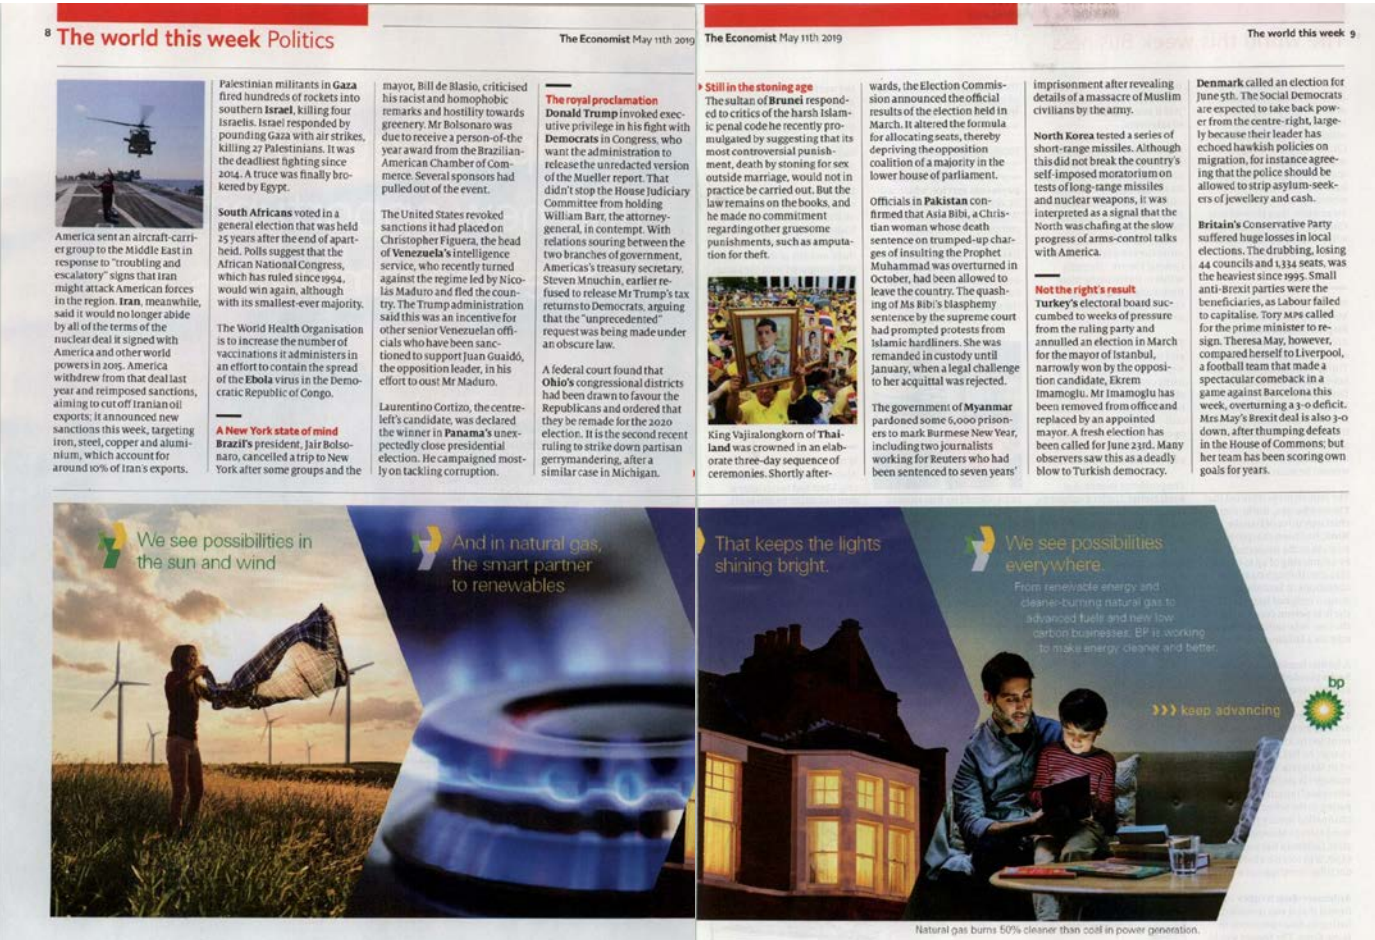 8 The world this week Politics
The Economist May 11th 2019
America sent an aircraft-carri-
er group to the Middle East in
response to "troubling and
escalatory" signs that Iran
might attack American forces
in the region. Iran, meanwhile,
said it would no longer abide
by all of the terms of the
nuclear deal it signed with
America and other world
powers in 2015. America
withdrew from that deal last
year and reimposed sanctions,
aiming to cut off Iranian oil
exports; it announced new
sanctions this week, targeting
iron, steel, copper and alumi-
nium, which account for
around 10% of Iran's exports.
Palestinian militants in Gaza
fired hundreds of rockets into
southern Israel, killing four
Israelis. Israel responded by
pounding Gaza with air strikes,
killing 27 Palestinians. It was
the deadliest fighting since
2014. A truce was finally bro-
kered by Egypt.
South Africans voted in a
general election that was held
25 years after the end of apart-
heid. Polls suggest that the
African National Congress,
which has ruled since 1994,
would win again, although
with its smallest-ever majority.
The World Health Organisation
is to increase the number of
vaccinations it administers in
an effort to contain the spread
of the Ebola virus in the Demo-
cratic Republic of Congo.
A New York state of mind
Brazil's president, Jair Bolso-
naro, cancelled a trip to New
York after some groups and the
mayor, Bill de Blasio, criticised
his racist and homophobic
remarks and hostility towards
greenery. Mr Bolsonaro was
due to receive a person-of-the
year award from the Brazilian-
American Chamber of Com-
merce. Several sponsors had
pulled out of the event.
The United States revoked
sanctions it had placed on
Christopher Figuera, the head
of Venezuela's intelligence
service, who recently turned
against the regime led by Nico-
lás Maduro and fled the coun-
try. The Trump administration
said this was an incentive for
other senior Venezuelan offi-
cials who have been sanc-
tioned to support Juan Guaidó,
the opposition leader, in his
effort to oust Mr Maduro.
Laurentino Cortizo, the centre-
left's candidate, was declared
the winner in Panama's unex-
pectedly close presidential
election. He campaigned most-
ly on tackling corruption.
The royal proclamation
Donald Trump invoked exec-
utive privilege in his fight with
Democrats in Congress, who
want the administration to
release the unredacted version
of the Mueller report. That
didn't stop the House Judiciary
Committee from holding
William Barr, the attorney-
general, in contempt. With
relations souring between the
two branches of government,
America's treasury secretary,
Steven Mnuchin, earlier re-
fused to release Mr Trump's tax
returns to Democrats, arguing
that the "unprecedented"
request was being made under
an obscure law.
A federal court found that
Ohio's congressional districts
had been drawn to favour the
Republicans and ordered that
they be remade for the 2020
election. It is the second recent
ruling to strike down partisan
gerrymandering, after a
similar case in Michigan.
We see possibilities in
the sun and wind
And in natural gas,
the smart partner
to renewables
The Economist May 11th 2019
The world this week 9
Still in the stoning age
The sultan of Brunei respond-
ed to critics of the harsh Islam-
ic penal code he recently pro-
mulgated by suggesting that its
most controversial punish-
ment, death by stoning for sex
outside marriage, would not in
practice be carried out. But the
law remains on the books, and
he made no commitment
regarding other gruesome
punishments, such as amputa-
tion for theft.
King Vajiralongkorn of Thai-
land was crowned in an elab-
orate three-day sequence of
ceremonies. Shortly after-
wards, the Election Commis-
sion announced the official
results of the election held in
March. It altered the formula
for allocating seats, thereby
depriving the opposition
coalition of a majority in the
lower house of parliament.
Officials in Pakistan con-
firmed that Asia Bibi, a Chris-
tian woman whose death
sentence on trumped-up char-
ges of insulting the Prophet
Muhammad was overturned in
October, had been allowed to
leave the country. The quash-
ing of Ms Bibi's blasphemy
sentence by the supreme court
had prompted protests from
Islamic hardliners. She was
remanded in custody until
January, when a legal challenge
to her acquittal was rejected.
The government of Myanmar
pardoned some 6,000 prison-
ers to mark Burmese New Year,
including two journalists
working for Reuters who had
been sentenced to seven years'
imprisonment after revealing
details of a massacre of Muslim
civilians by the army.
North Korea tested a series of
short-range missiles. Although
this did not break the country's
self-imposed moratorium on
tests of long-range missiles
and nuclear weapons, it was
interpreted as a signal that the
North was chafing at the slow
progress of arms-control talks
with America.
Not the right's result
Turkey's electoral board suc-
cumbed to weeks of pressure
from the ruling party and
annulled an election in March
for the mayor of Istanbul,
narrowly won by the opposi-
tion candidate, Ekrem
Imamoglu. Mr Imamoglu has
been removed from office and
replaced by an appointed
mayor. A fresh election has
been called for June 23rd. Many
observers saw this as a deadly
blow to Turkish democracy.
Denmark called an election for
June 5th. The Social Democrats
are expected to take back pow-
er from the centre-right, large-
ly because their leader has
echoed hawkish policies on
migration, for instance agree-
ing that the police should be
allowed to strip asylum-seek-
ers of jewellery and cash.
Britain's Conservative Party
suffered huge losses in local
elections. The drubbing, losing
44 councils and 1,334 seats, was
the heaviest since 1995. Small
anti-Brexit parties were the
beneficiaries, as Labour failed
to capitalise. Tory MPs called
for the prime minister to re-
sign. Theresa May, however,
compared herself to Liverpool,
a football team that made a
spectacular comeback in a
game against Barcelona this
week, overturning a 3-0 deficit.
Mrs May's Brexit deal is also 3-0
down, after thumping defeats
in the House of Commons; but
her team has been scoring own
goals for years.
That keeps the lights
shining bright.
We see possibilities
everywhere.
From renewable energy and
cleaner-burning natural gas to
advanced fuels and new low
carbon businesses, BP is working
to make energy cleaner and better.
keep advancing
bp
Natural gas burns 50% cleaner than coal in power generation.